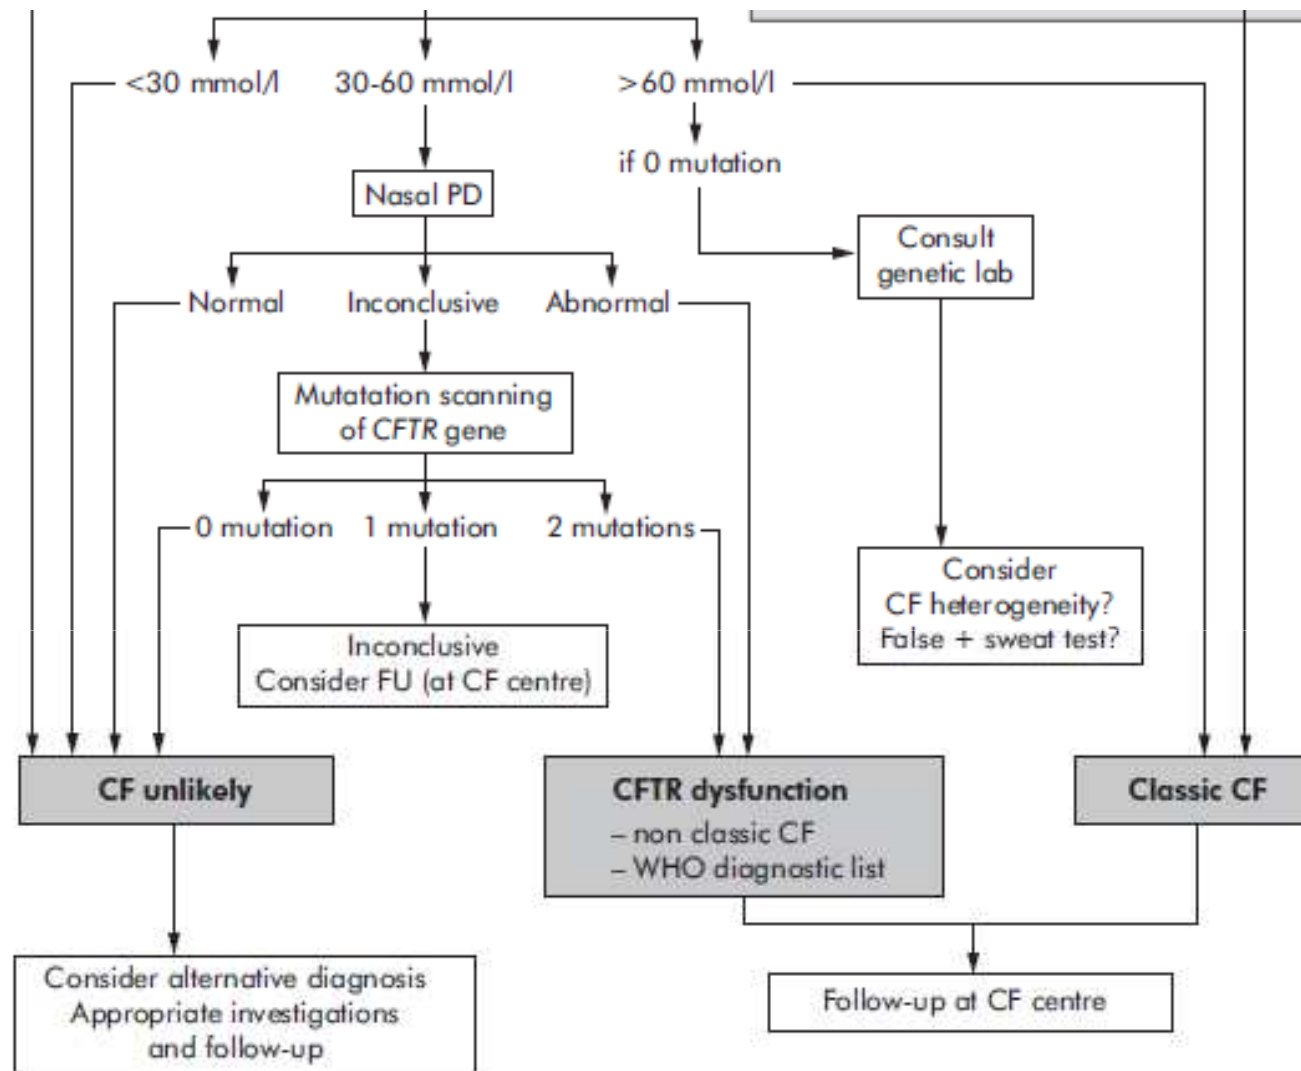 <30 mmol/l
30-60 mmol/l
>60 mmol/l
if 0 mutation
Nasal PD
Consult
genetic lab
Normal
Inconclusive
Abnormal
Mutatation scanning
of CFTR gene
0 mutation
1 mutation
2 mutations
Consider
CF heterogeneity?
False + sweat test?
Inconclusive
Consider FU (at CF centre)
CF unlikely
CFTR dysfunction
– non classic CF
– WHO diagnostic list
Classic CF
Consider alternative diagnosis
Appropriate investigations
and follow-up
Follow-up at CF centre